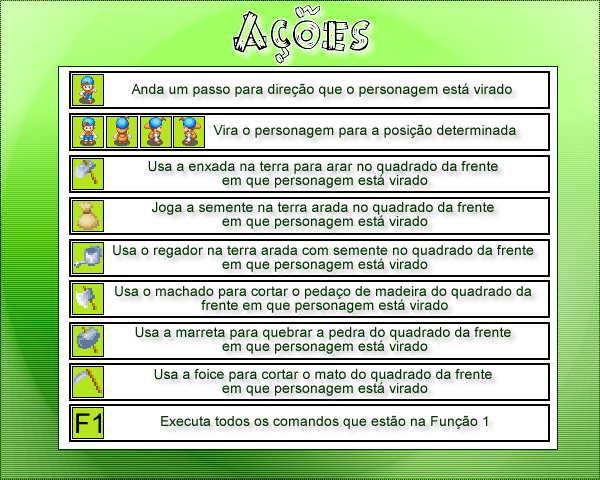 Ações
Anda um passo para direção que o personagem está virado
Vira o personagem para a posição determinada
Usa a enxada na terra para arar no quadrado da frente
em que personagem está virado
Joga a semente na terra arada no quadrado da frente
em que personagem está virado
Usa o regador na terra arada com semente no quadrado da frente
em que personagem está virado
Usa o machado para cortar o pedaço de madeira do quadrado da
frente em que personagem está virado
Usa a marreta para quebrar a pedra do quadrado da frente
em que personagem está virado
Usa a foice para cortar o mato do quadrado da frente
em que personagem está virado
F1
Executa todos os comandos que estão na Função 1